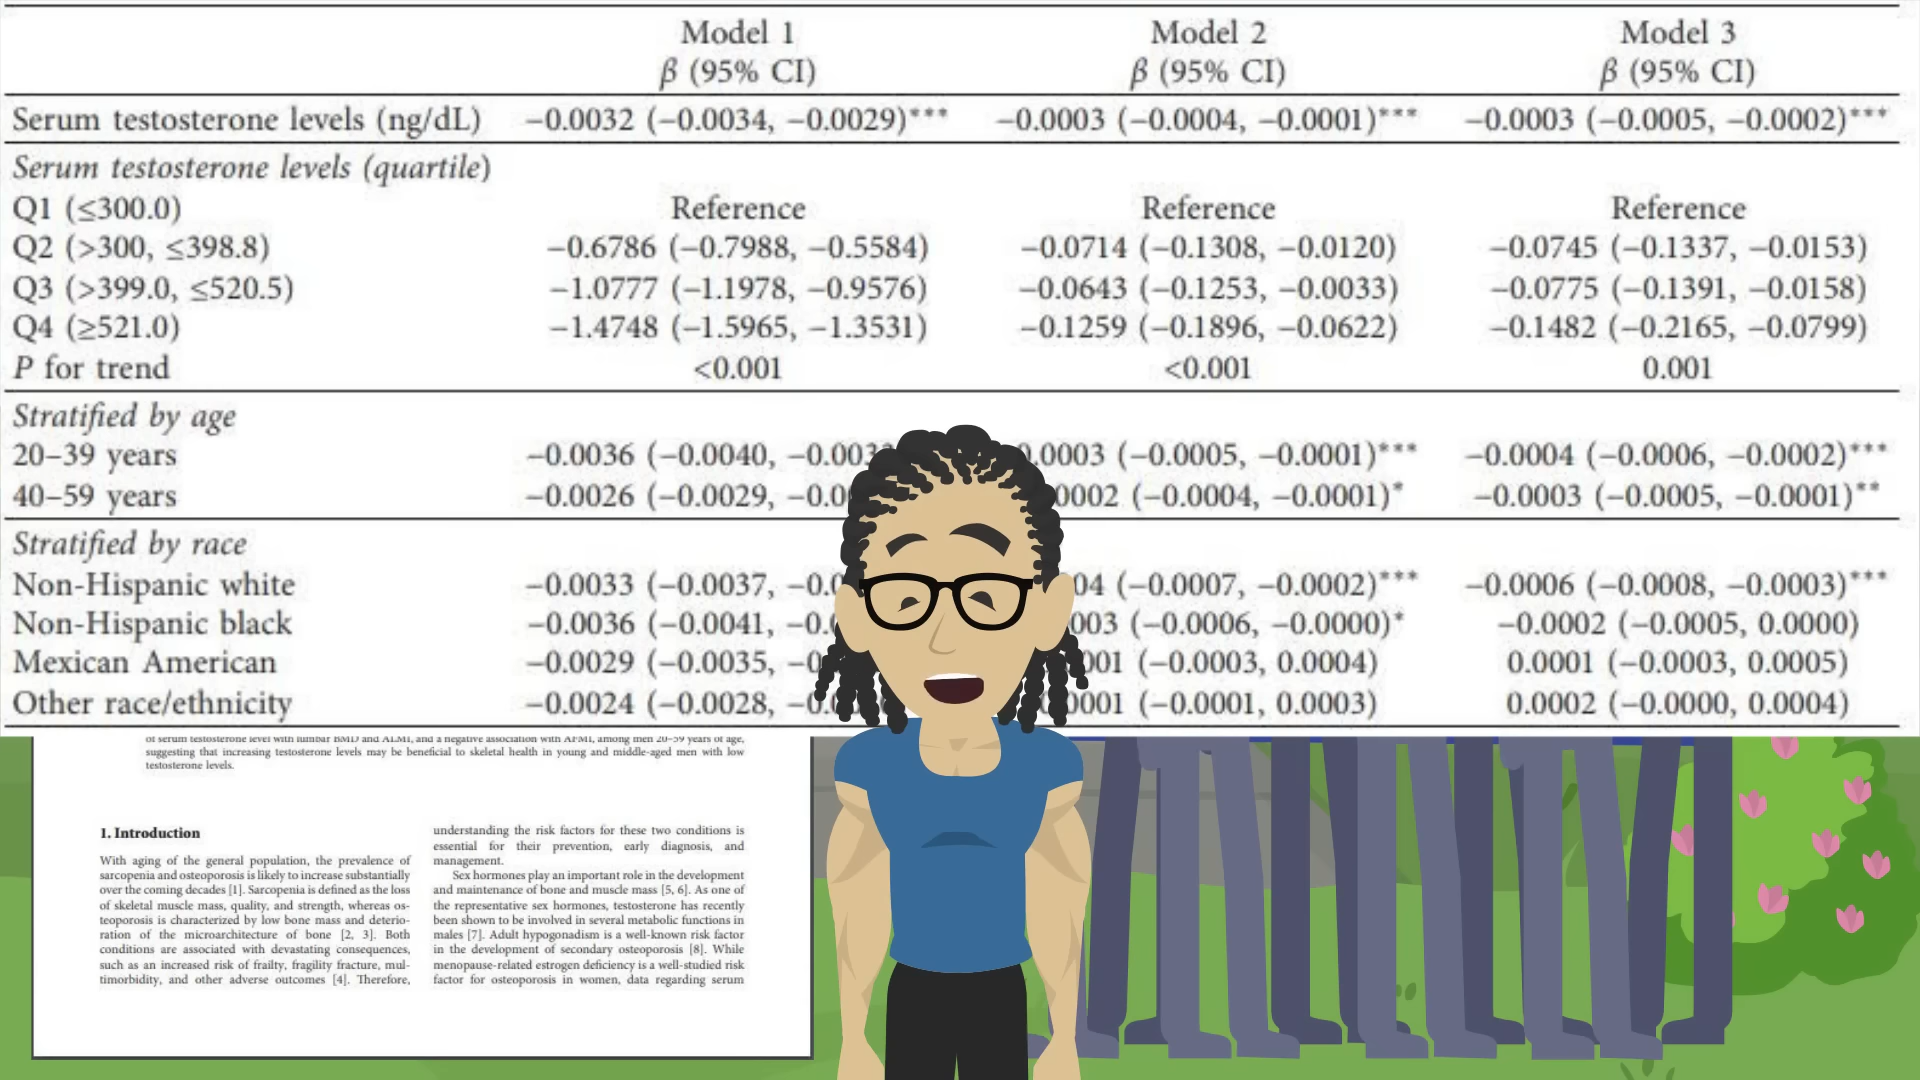 Model 1 Model 2 Model 3
β (95% CI) β (95% CI) β (95% CI)
Serum testosterone levels (ng/dL) −0.0032 (−0.0034, −0.0029)*** −0.0003 (−0.0004, −0.0001)*** −0.0003 (−0.0005, −0.0002)***
Serum testosterone levels (quartile)
Q1 (≤300.0) Reference Reference Reference
Q2 (>300, ≤398.8) −0.6786 (−0.7988, −0.5584) −0.0714 (−0.1308, −0.0120) −0.0745 (−0.1337, −0.0153)
Q3 (>399.0, ≤520.5) −1.0777 (−1.1978, −0.9576) −0.0643 (−0.1253, −0.0033) −0.0775 (−0.1391, −0.0158)
Q4 (≥521.0) −1.4748 (−1.5965, −1.3531) −0.1259 (−0.1896, −0.0622) −0.1482 (−0.2165, −0.0799)
P for trend <0.001 <0.001 0.001
Stratified by age
20–39 years −0.0036 (−0.0040, (−0.0005, −0.0001)*** −0.0004 (−0.0006, −0.0002)***
40–59 years −0.0026 (−0.0029, (−0.0004, −0.0001)* −0.0003 (−0.0005, −0.0001)**
Stratified by race
Non-Hispanic white −0.0033 (−0.0037, (−0.0007, −0.0002)*** −0.0006 (−0.0008, −0.0003)***
Non-Hispanic black −0.0036 (−0.0041, (−0.0006, −0.0000)* −0.0002 (−0.0005, 0.0000)
Mexican American −0.0029 (−0.0035, (−0.0003, 0.0004) 0.0001 (−0.0003, 0.0005)
Other race/ethnicity −0.0024 (−0.0028, (−0.0001, 0.0003) 0.0002 (−0.0000, 0.0004)
of serum testosterone level with lumbar BMD and ALMI, and a negative association with AFMI, among men 20–59 years of age,
suggesting that increasing testosterone levels may be beneficial to skeletal health in young and middle-aged men with low
testosterone levels.
1. Introduction
With aging of the general population, the prevalence of
sarcopenia and osteoporosis is likely to increase substantially
over the coming decades [1]. Sarcopenia is defined as the loss
of skeletal muscle mass, quality, and strength, whereas os-
teoporosis is characterized by low bone mass and deterio-
ration of the microarchitecture of bone [2, 3]. Both
conditions are associated with devastating consequences,
such as an increased risk of frailty, fragility fracture, mul-
timorbidity, and other adverse outcomes [4]. Therefore,
understanding the risk factors for these two conditions is
essential for their prevention, early diagnosis, and
management.
Sex hormones play an important role in the development
and maintenance of bone and muscle mass [5, 6]. As one of
the representative sex hormones, testosterone has recently
been shown to be involved in several metabolic functions in
males [7]. Adult hypogonadism is a well-known risk factor
in the development of secondary osteoporosis [8]. While
menopause-related estrogen deficiency is a well-studied risk
factor for osteoporosis in women, data regarding serum